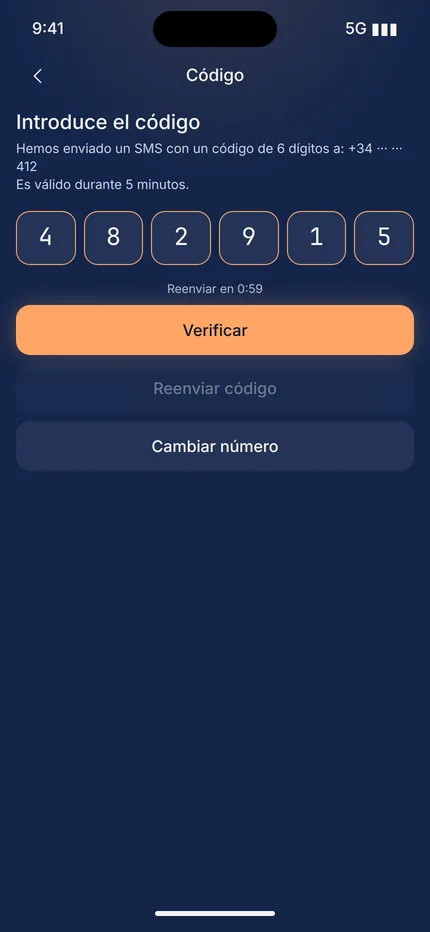 9:41
5G
Código
Introduce el código
Hemos enviado un SMS con un código de 6 dígitos a: +34 ··· ···
412
Es válido durante 5 minutos.
4 8 2 9 1 5
Reenviar en 0:59
Verificar
Reenviar código
Cambiar número